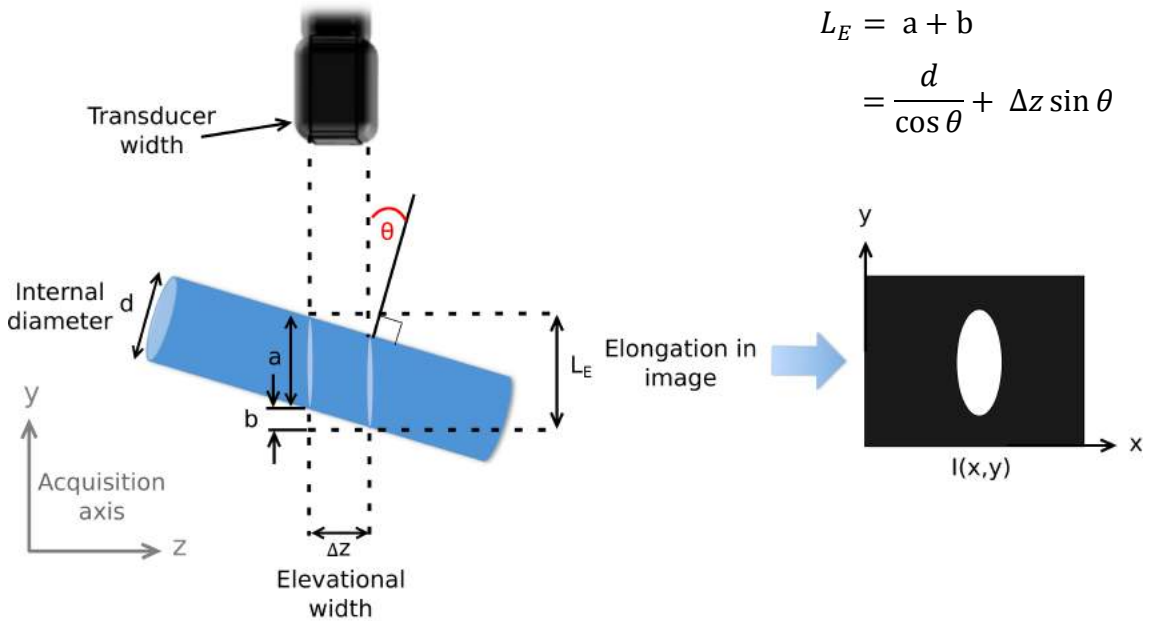 L_E = a + b
= d / cos θ + Δz sin θ
Transducer
width
θ
Internal
diameter
d
a
b
L_E
Elongation in
image
y
x
I(x,y)
y
Acquisition
axis
z
Δz
Elevational
width